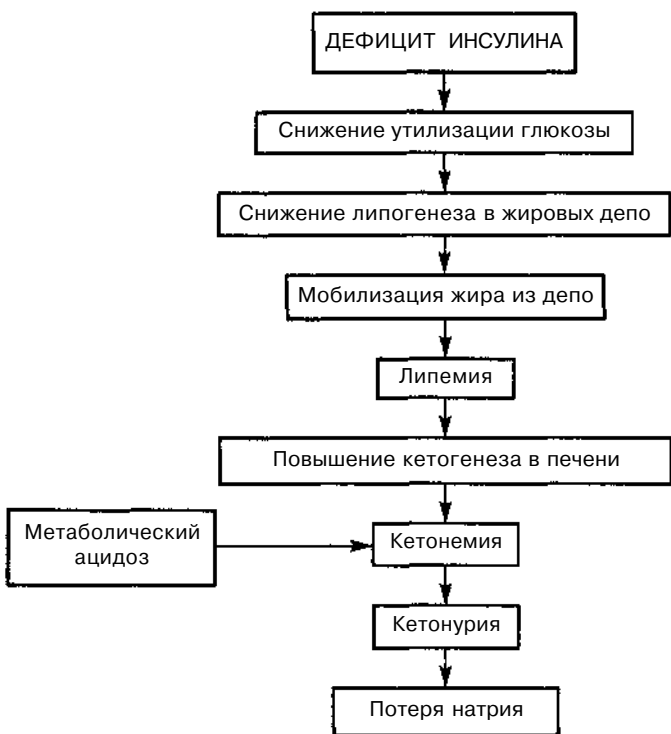 ДЕФИЦИТ ИНСУЛИНА
Снижение утилизации глюкозы
Снижение липогенеза в жировых депо
Мобилизация жира из депо
Липемия
Повышение кетогенеза в печени
Метаболический
ацидоз
Кетонемия
Кетонурия
Потеря натрия